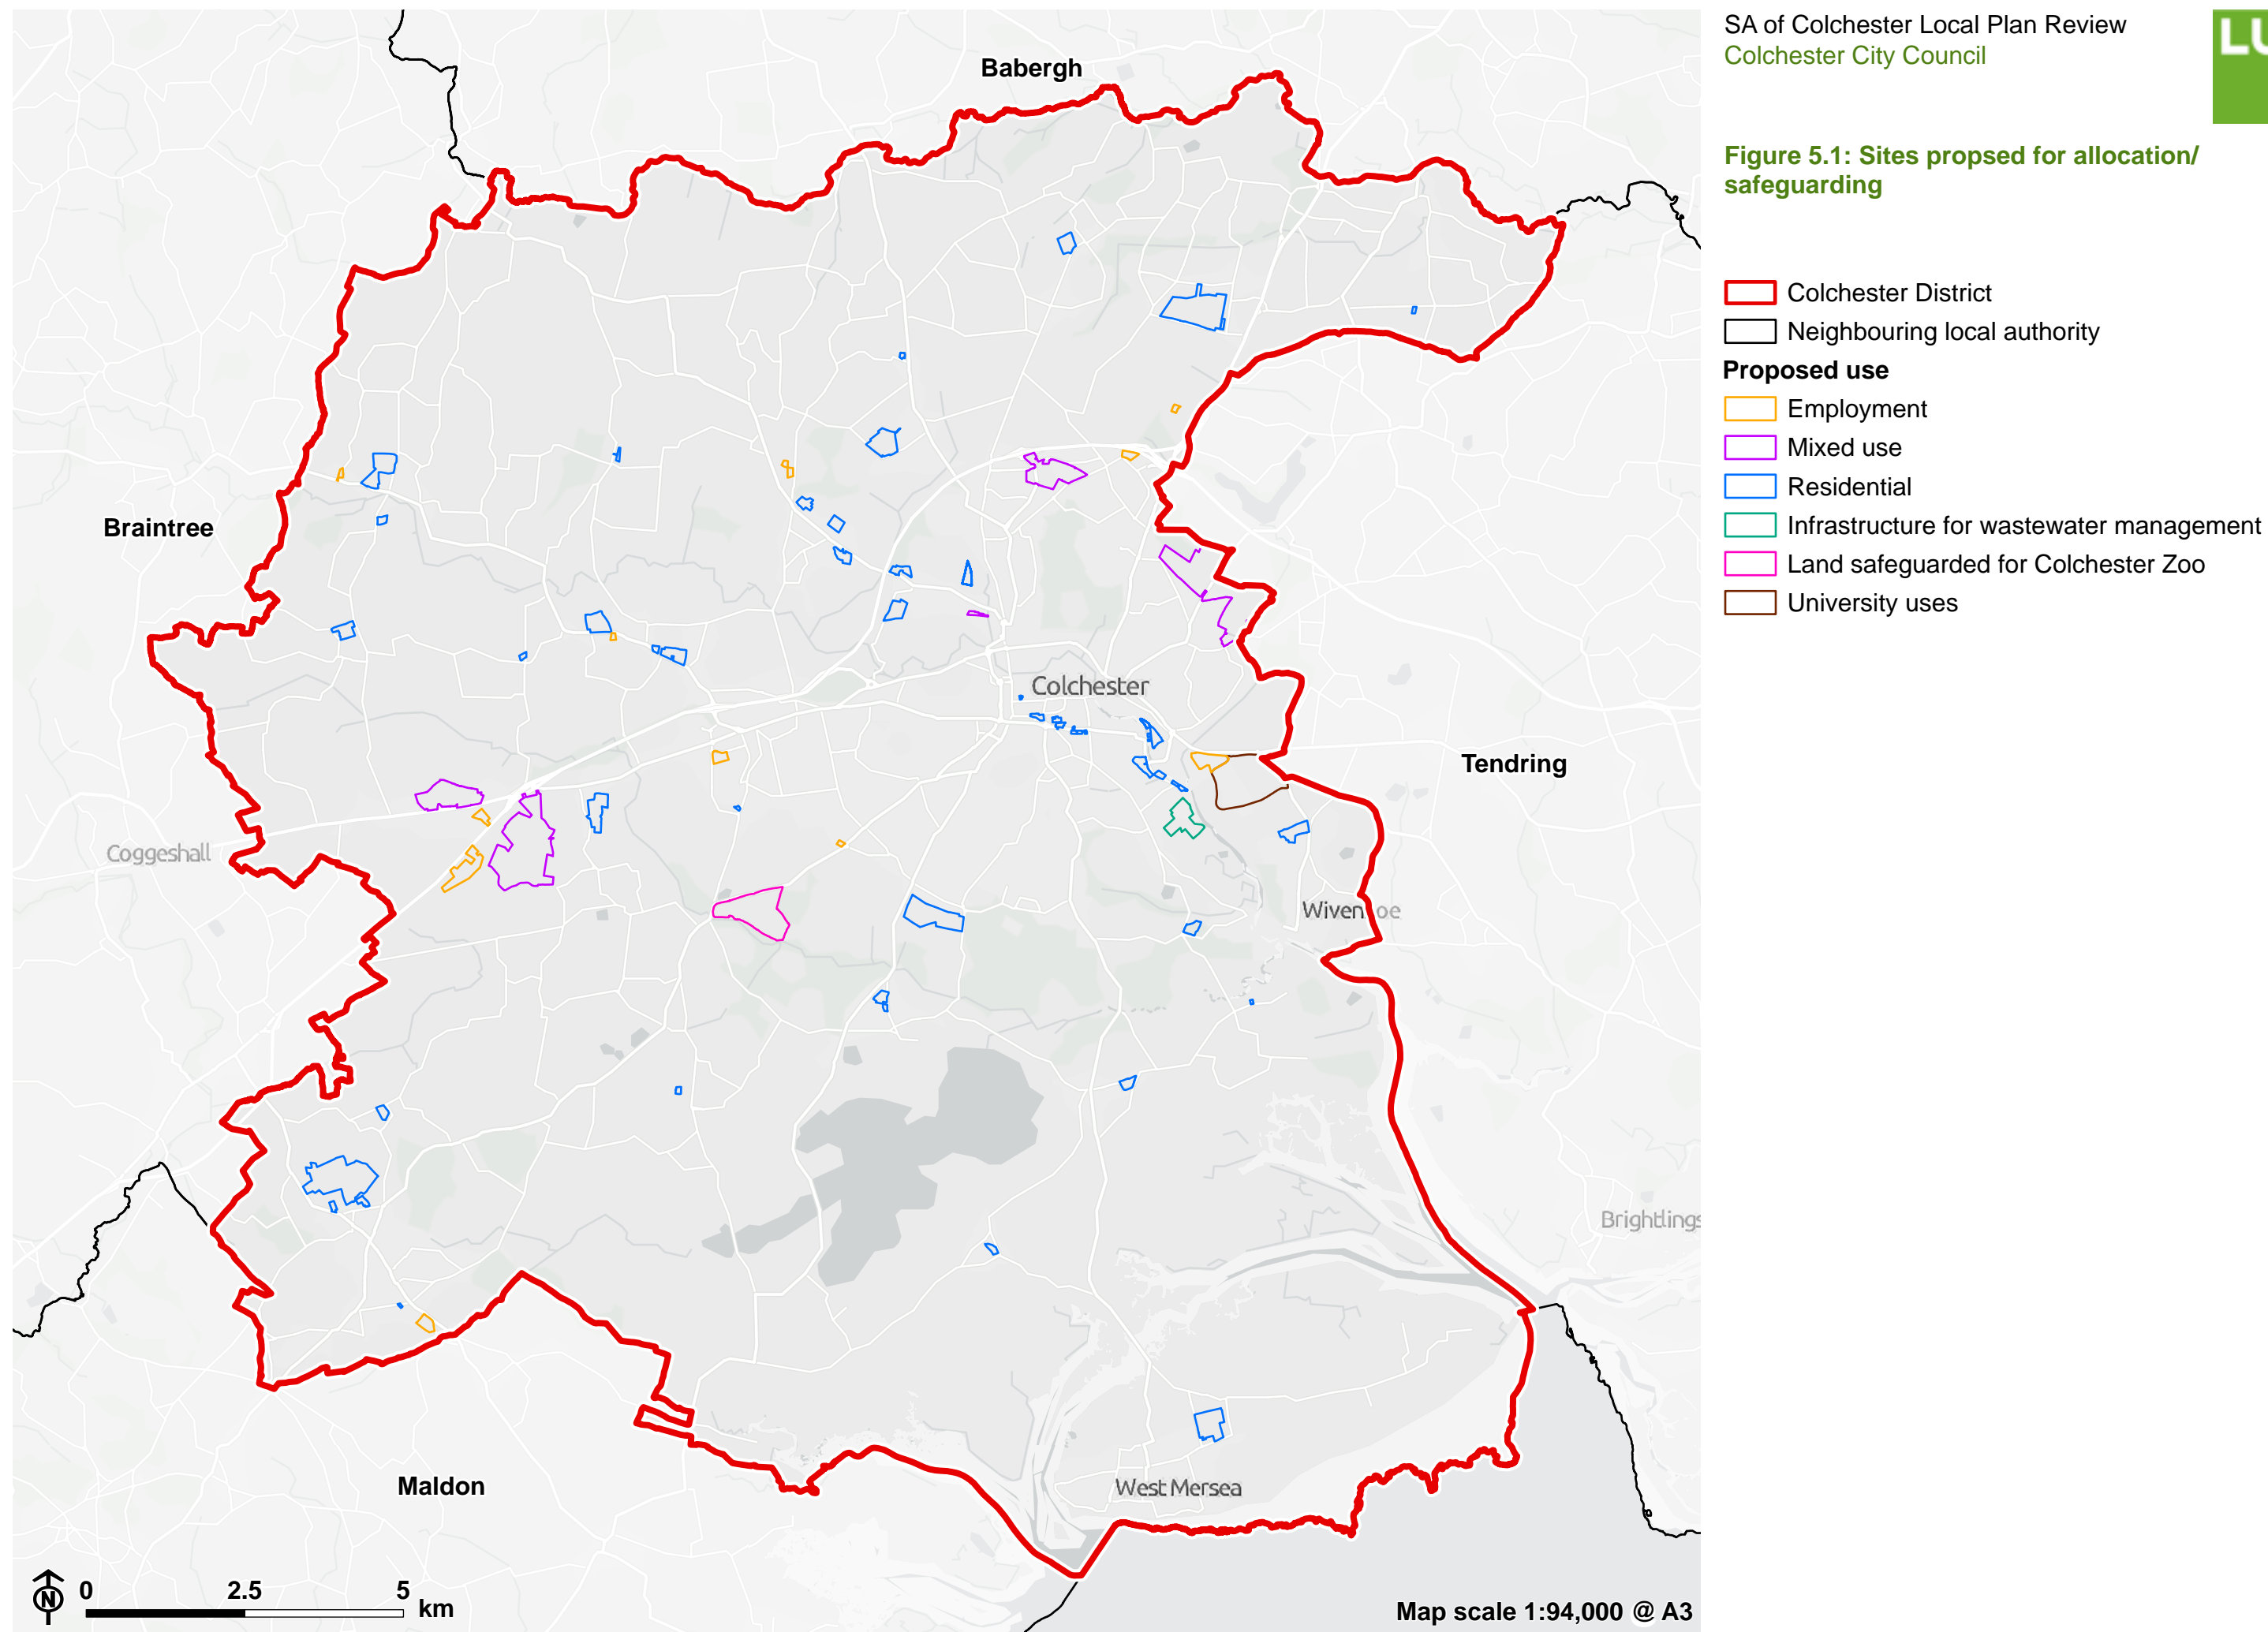 SA of Colchester Local Plan Review
Colchester City Council
LU
Figure 5.1: Sites propsed for allocation/
safeguarding
Colchester District
Neighbouring local authority
Proposed use
Employment
Mixed use
Residential
Infrastructure for wastewater management
Land safeguarded for Colchester Zoo
University uses
Babergh
Braintree
Colchester
Tendring
Coggeshall
Wivenhoe
Brightlings
Maldon
West Mersea
N
0 2.5 5
km
Map scale 1:94,000 @ A3